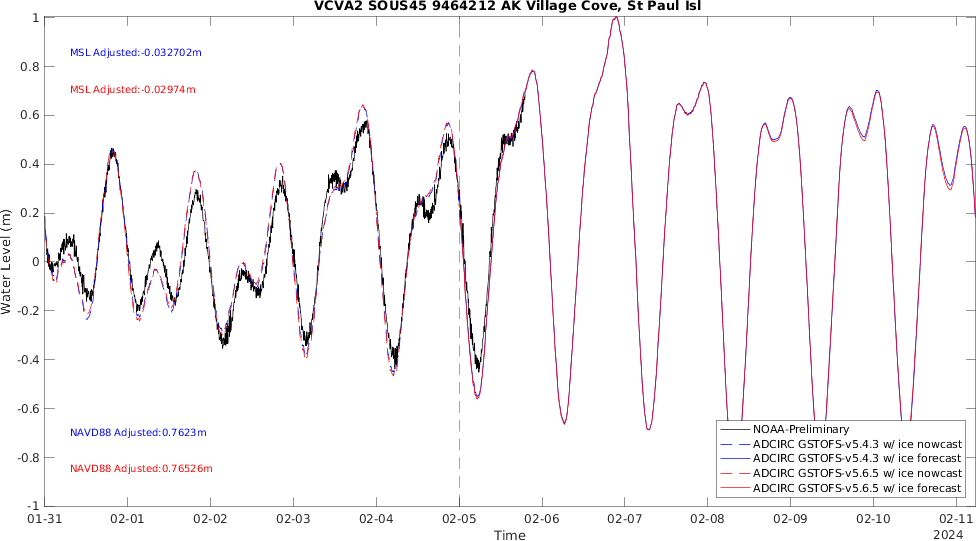 VCVA2 SOUS45 9464212 AK Village Cove, St Paul Isl
1
MSL Adjusted:-0.032702m
0.8
MSL Adjusted:-0.02974m
0.6
0.4
0.2
0
Water Level (m)
-0.2
-0.4
-0.6
NAVD88 Adjusted:0.7623m
NOAA-Preliminary
ADCIRC GSTOFS-v5.4.3 w/ ice nowcast
-0.8
ADCIRC GSTOFS-v5.4.3 w/ ice forecast
NAVD88 Adjusted:0.76526m
ADCIRC GSTOFS-v5.6.5 w/ ice nowcast
ADCIRC GSTOFS-v5.6.5 w/ ice forecast
-1
01-31 02-01 02-02 02-03 02-04 02-05 02-06 02-07 02-08 02-09 02-10 02-11
Time
2024